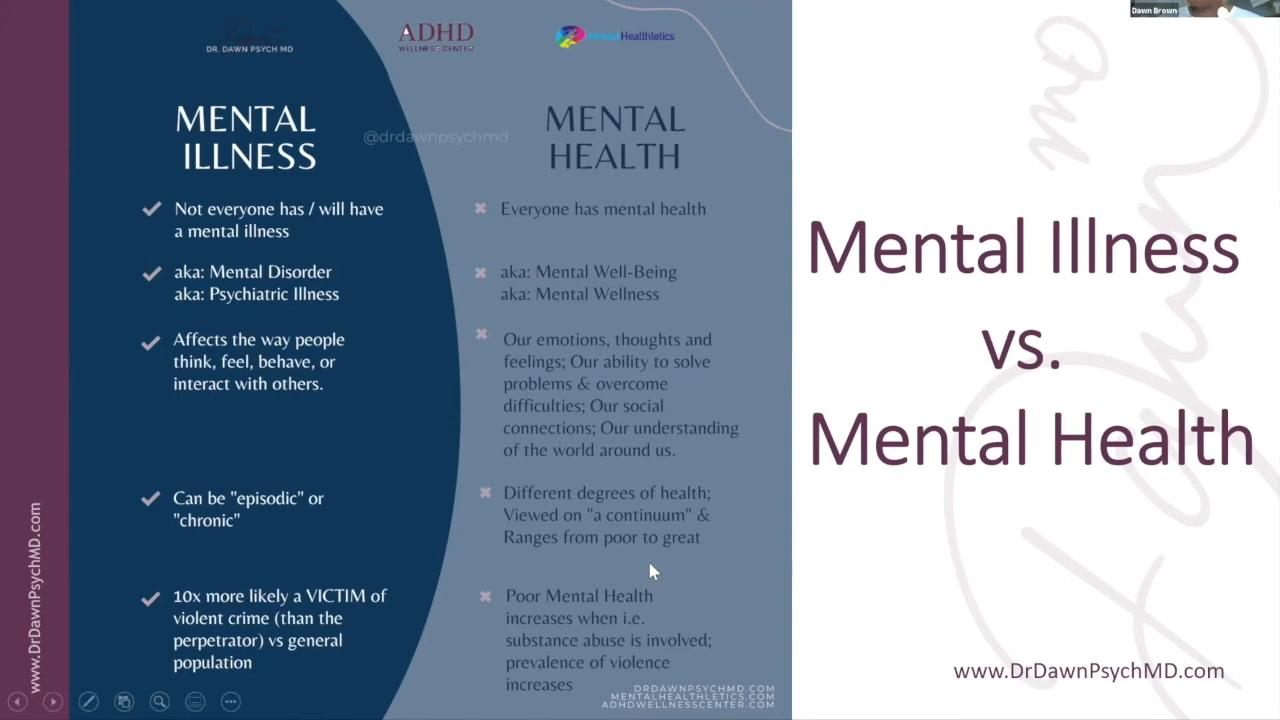 Dawn Brown
DR. DAWN PSYCH MD
ADHD
WELLNESS CENTER
MentalHealthletics
@drdawnpsychmd
MENTAL
ILLNESS
Not everyone has / will have
a mental illness
aka: Mental Disorder
aka: Psychiatric Illness
Affects the way people
think, feel, behave, or
interact with others.
Can be "episodic" or
"chronic"
10x more likely a VICTIM of
violent crime (than the
perpetrator) vs general
population
MENTAL
HEALTH
Everyone has mental health
aka: Mental Well-Being
aka: Mental Wellness
Our emotions, thoughts and
feelings; Our ability to solve
problems & overcome
difficulties; Our social
connections; Our understanding
of the world around us.
Different degrees of health;
Viewed on "a continuum" &
Ranges from poor to great
Poor Mental Health
increases when i.e.
substance abuse is involved;
prevalence of violence
increases
DRDAWNPSYCHMD.COM
MENTALHEALTHLETICS.COM
ADHDWELLNESSCENTER.COM
www.DrDawnPsychMD.com
Mental Illness
vs.
Mental Health
www.DrDawnPsychMD.com